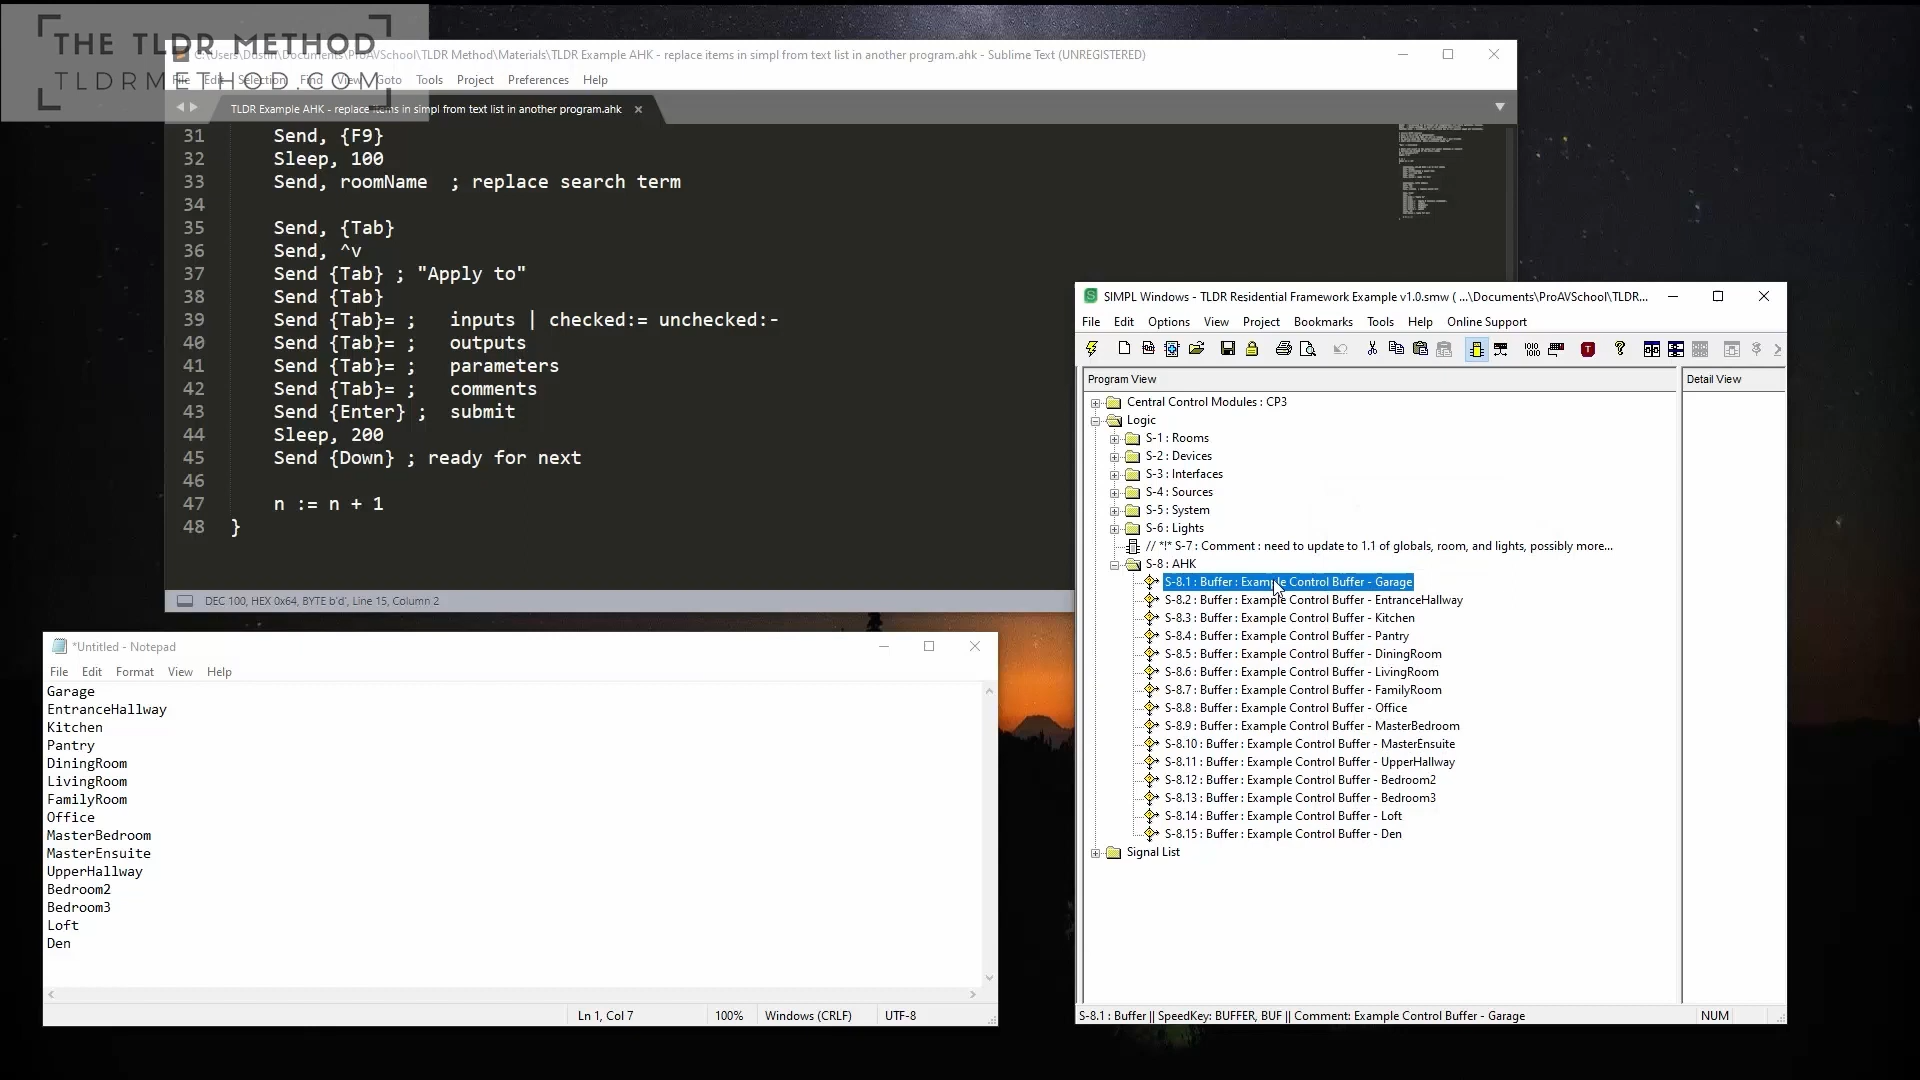 THE TLDR METHOD
TLDRMETHOD.COM
C:\Users\Dustin\Documents\ProAVSchool\TLDR Method\Materials\TLDR Example AHK - replace items in simpl from text list in another program.ahk - Sublime Text (UNREGISTERED)
File Edit Selection Find View Goto Tools Project Preferences Help
TLDR Example AHK - replace items in simpl from text list in another program.ahk
31 Send, {F9}
32 Sleep, 100
33 Send, roomName ; replace search term
34
35 Send, {Tab}
36 Send, ^v
37 Send {Tab} ; "Apply to"
38 Send {Tab}
39 Send {Tab}= ; inputs | checked:= unchecked:-
40 Send {Tab}= ; outputs
41 Send {Tab}= ; parameters
42 Send {Tab}= ; comments
43 Send {Enter} ; submit
44 Sleep, 200
45 Send {Down} ; ready for next
46
47 n := n + 1
48 }
DEC 100, HEX 0x64, BYTE b'd', Line 15, Column 2
*Untitled - Notepad
File Edit Format View Help
Garage
EntranceHallway
Kitchen
Pantry
DiningRoom
LivingRoom
FamilyRoom
Office
MasterBedroom
MasterEnsuite
UpperHallway
Bedroom2
Bedroom3
Loft
Den
Ln 1, Col 7 100% Windows (CRLF) UTF-8
SIMPL Windows - TLDR Residential Framework Example v1.0.smw ( ...\Documents\ProAVSchool\TLDR...
File Edit Options View Project Bookmarks Tools Help Online Support
Program View
Detail View
Central Control Modules : CP3
Logic
S-1 : Rooms
S-2 : Devices
S-3 : Interfaces
S-4 : Sources
S-5 : System
S-6 : Lights
// *!* S-7 : Comment : need to update to 1.1 of globals, room, and lights, possibly more...
S-8 : AHK
S-8.1 : Buffer : Example Control Buffer - Garage
S-8.2 : Buffer : Example Control Buffer - EntranceHallway
S-8.3 : Buffer : Example Control Buffer - Kitchen
S-8.4 : Buffer : Example Control Buffer - Pantry
S-8.5 : Buffer : Example Control Buffer - DiningRoom
S-8.6 : Buffer : Example Control Buffer - LivingRoom
S-8.7 : Buffer : Example Control Buffer - FamilyRoom
S-8.8 : Buffer : Example Control Buffer - Office
S-8.9 : Buffer : Example Control Buffer - MasterBedroom
S-8.10 : Buffer : Example Control Buffer - MasterEnsuite
S-8.11 : Buffer : Example Control Buffer - UpperHallway
S-8.12 : Buffer : Example Control Buffer - Bedroom2
S-8.13 : Buffer : Example Control Buffer - Bedroom3
S-8.14 : Buffer : Example Control Buffer - Loft
S-8.15 : Buffer : Example Control Buffer - Den
Signal List
S-8.1 : Buffer || SpeedKey: BUFFER, BUF || Comment: Example Control Buffer - Garage NUM